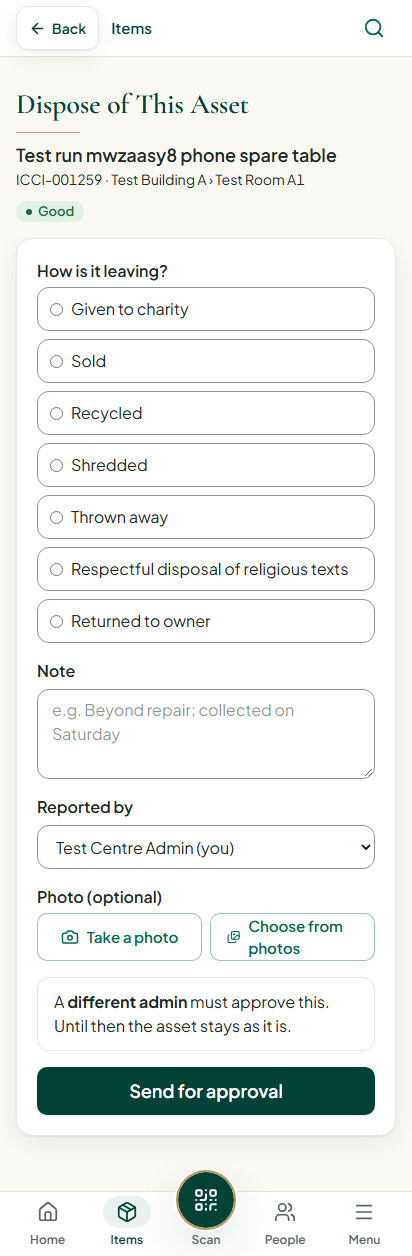 Back
Items
Dispose of This Asset
Test run mwzaasy8 phone spare table
ICCI-001259 · Test Building A › Test Room A1
Good
How is it leaving?
Given to charity
Sold
Recycled
Shredded
Thrown away
Respectful disposal of religious texts
Returned to owner
Note
e.g. Beyond repair; collected on
Saturday
Reported by
Test Centre Admin (you)
Photo (optional)
Take a photo
Choose from
photos
A different admin must approve this.
Until then the asset stays as it is.
Send for approval
Home
Items
Scan
People
Menu